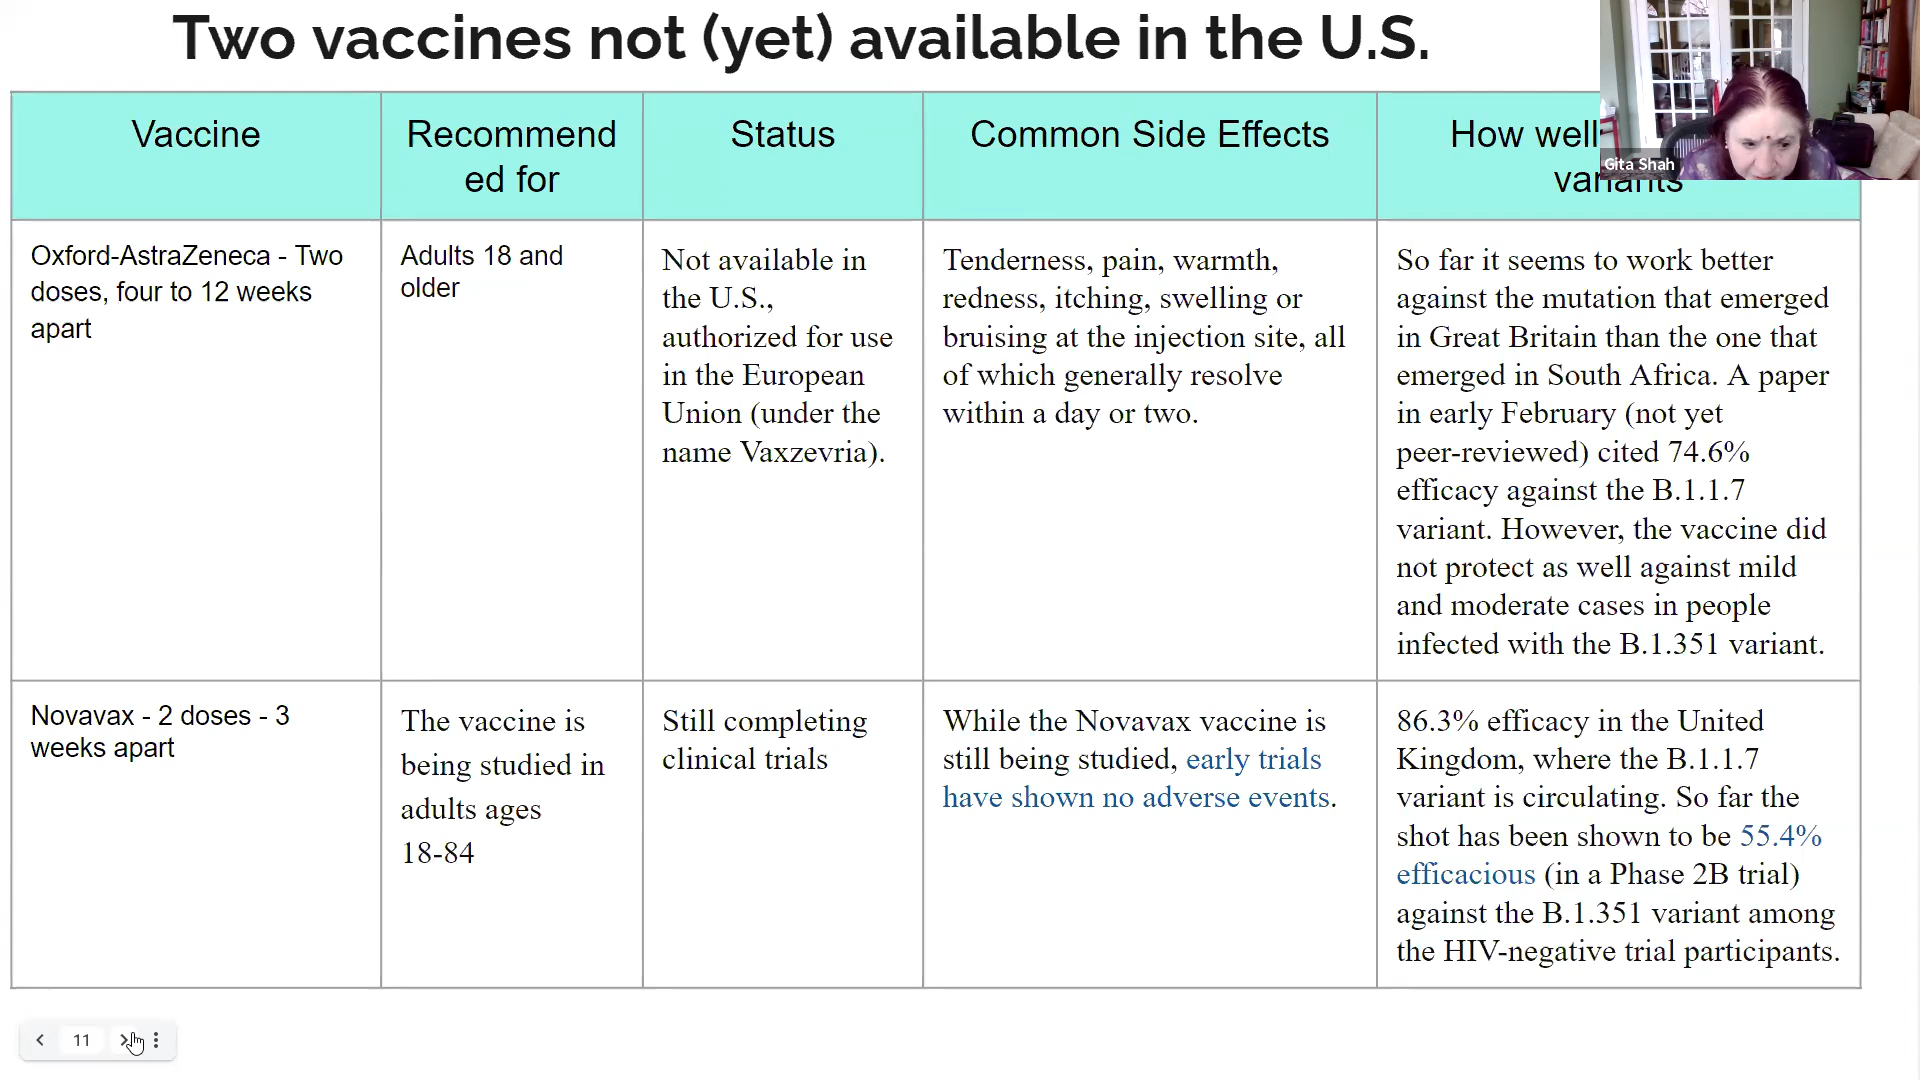 Two vaccines not (yet) available in the U.S.
Vaccine
Recommend
ed for
Status
Common Side Effects
How well
variants
Gita Shah
Oxford-AstraZeneca - Two
doses, four to 12 weeks
apart
Adults 18 and
older
Not available in
the U.S.,
authorized for use
in the European
Union (under the
name Vaxzevria).
Tenderness, pain, warmth,
redness, itching, swelling or
bruising at the injection site, all
of which generally resolve
within a day or two.
So far it seems to work better
against the mutation that emerged
in Great Britain than the one that
emerged in South Africa. A paper
in early February (not yet
peer-reviewed) cited 74.6%
efficacy against the B.1.1.7
variant. However, the vaccine did
not protect as well against mild
and moderate cases in people
infected with the B.1.351 variant.
Novavax - 2 doses - 3
weeks apart
The vaccine is
being studied in
adults ages
18-84
Still completing
clinical trials
While the Novavax vaccine is
still being studied, early trials
have shown no adverse events.
86.3% efficacy in the United
Kingdom, where the B.1.1.7
variant is circulating. So far the
shot has been shown to be 55.4%
efficacious (in a Phase 2B trial)
against the B.1.351 variant among
the HIV-negative trial participants.
11